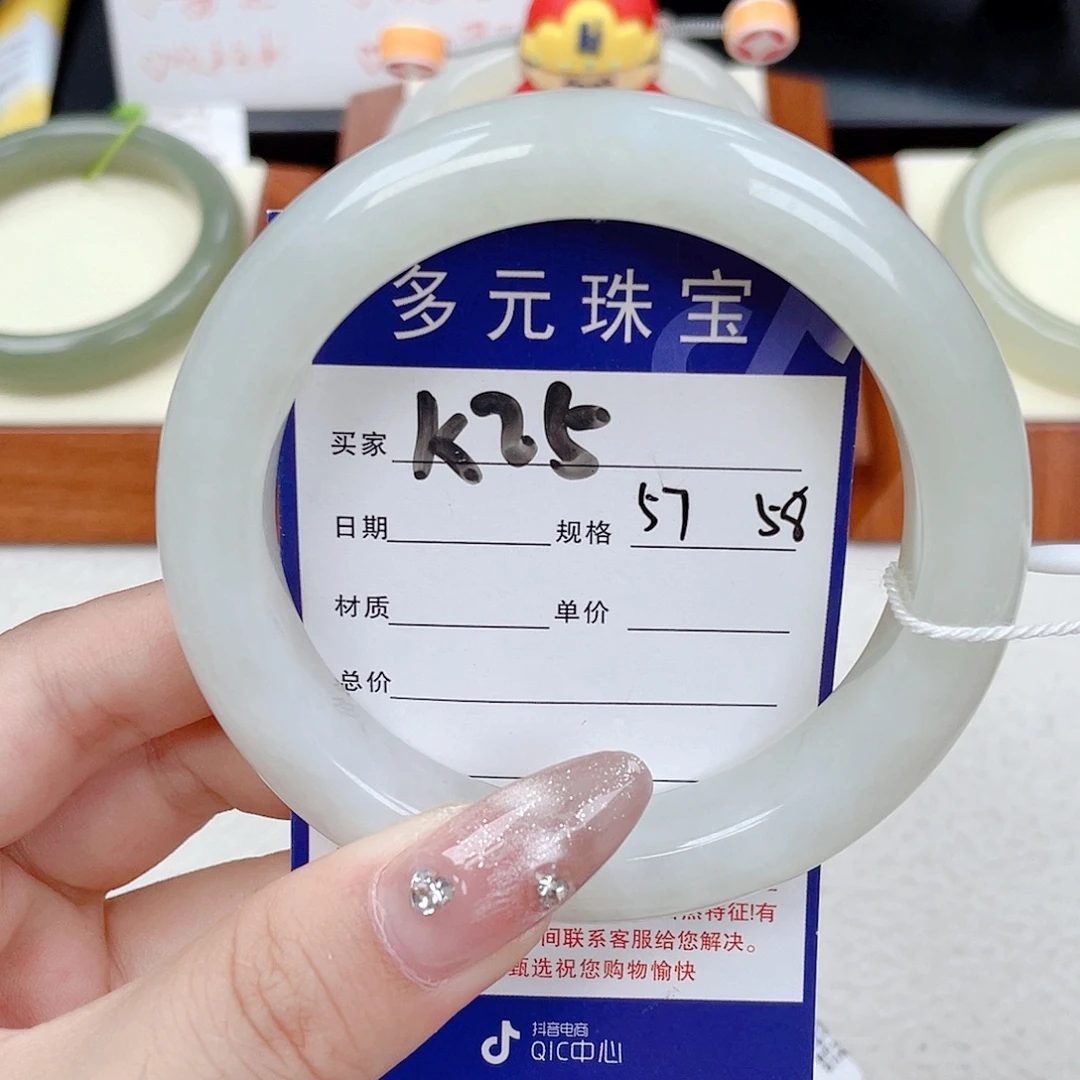 多元珠宝
买家 K25
日期 规格 57 58
材质 单价
总价
特征!有
间联系客服给您解决。
甄选祝您购物愉快
抖音电商
QIC中心